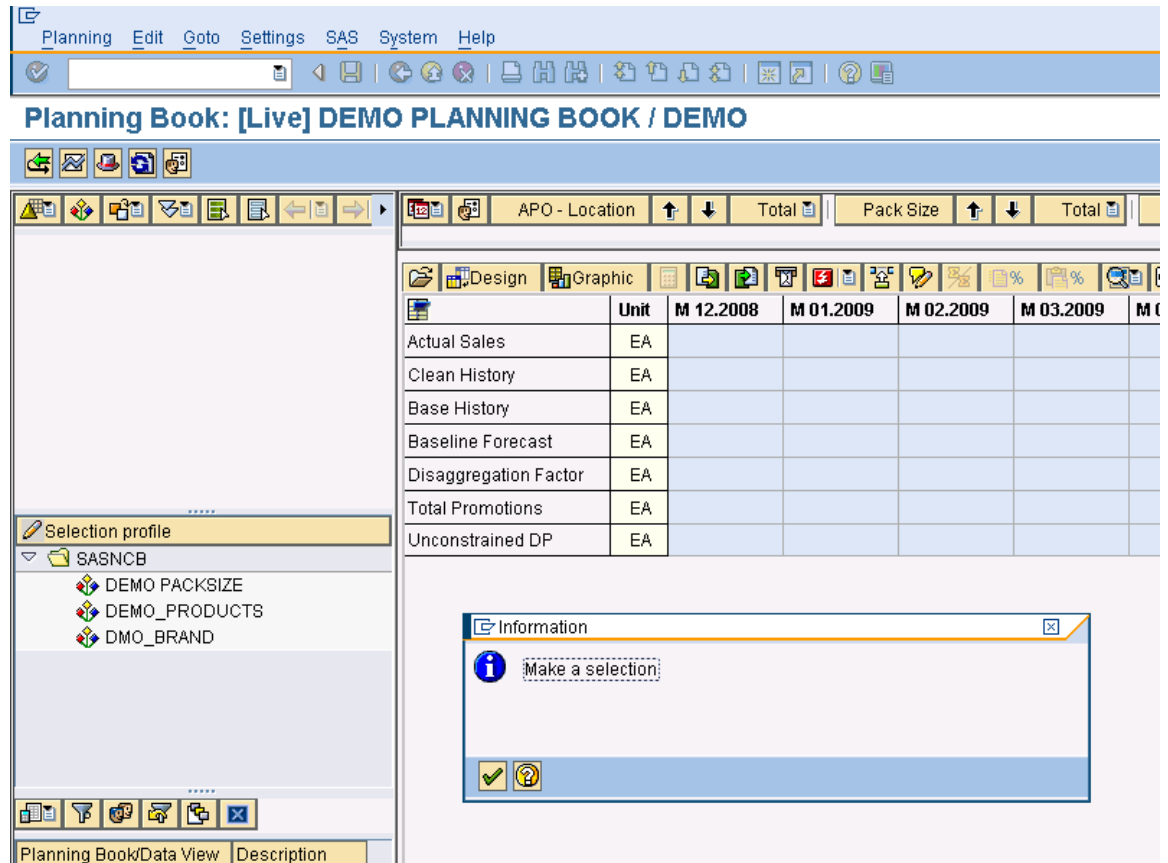 Planning Edit Goto Settings SAS System Help
Planning Book: [Live] DEMO PLANNING BOOK / DEMO
APO - Location Total Pack Size Total
Design Graphic % %
Unit M 12.2008 M 01.2009 M 02.2009 M 03.2009
Actual Sales EA
Clean History EA
Base History EA
Baseline Forecast EA
Disaggregation Factor EA
Total Promotions EA
Unconstrained DP EA
Selection profile
SASNCB
DEMO PACKSIZE
DEMO_PRODUCTS
DMO_BRAND
Information
Make a selection
Planning Book/Data View Description